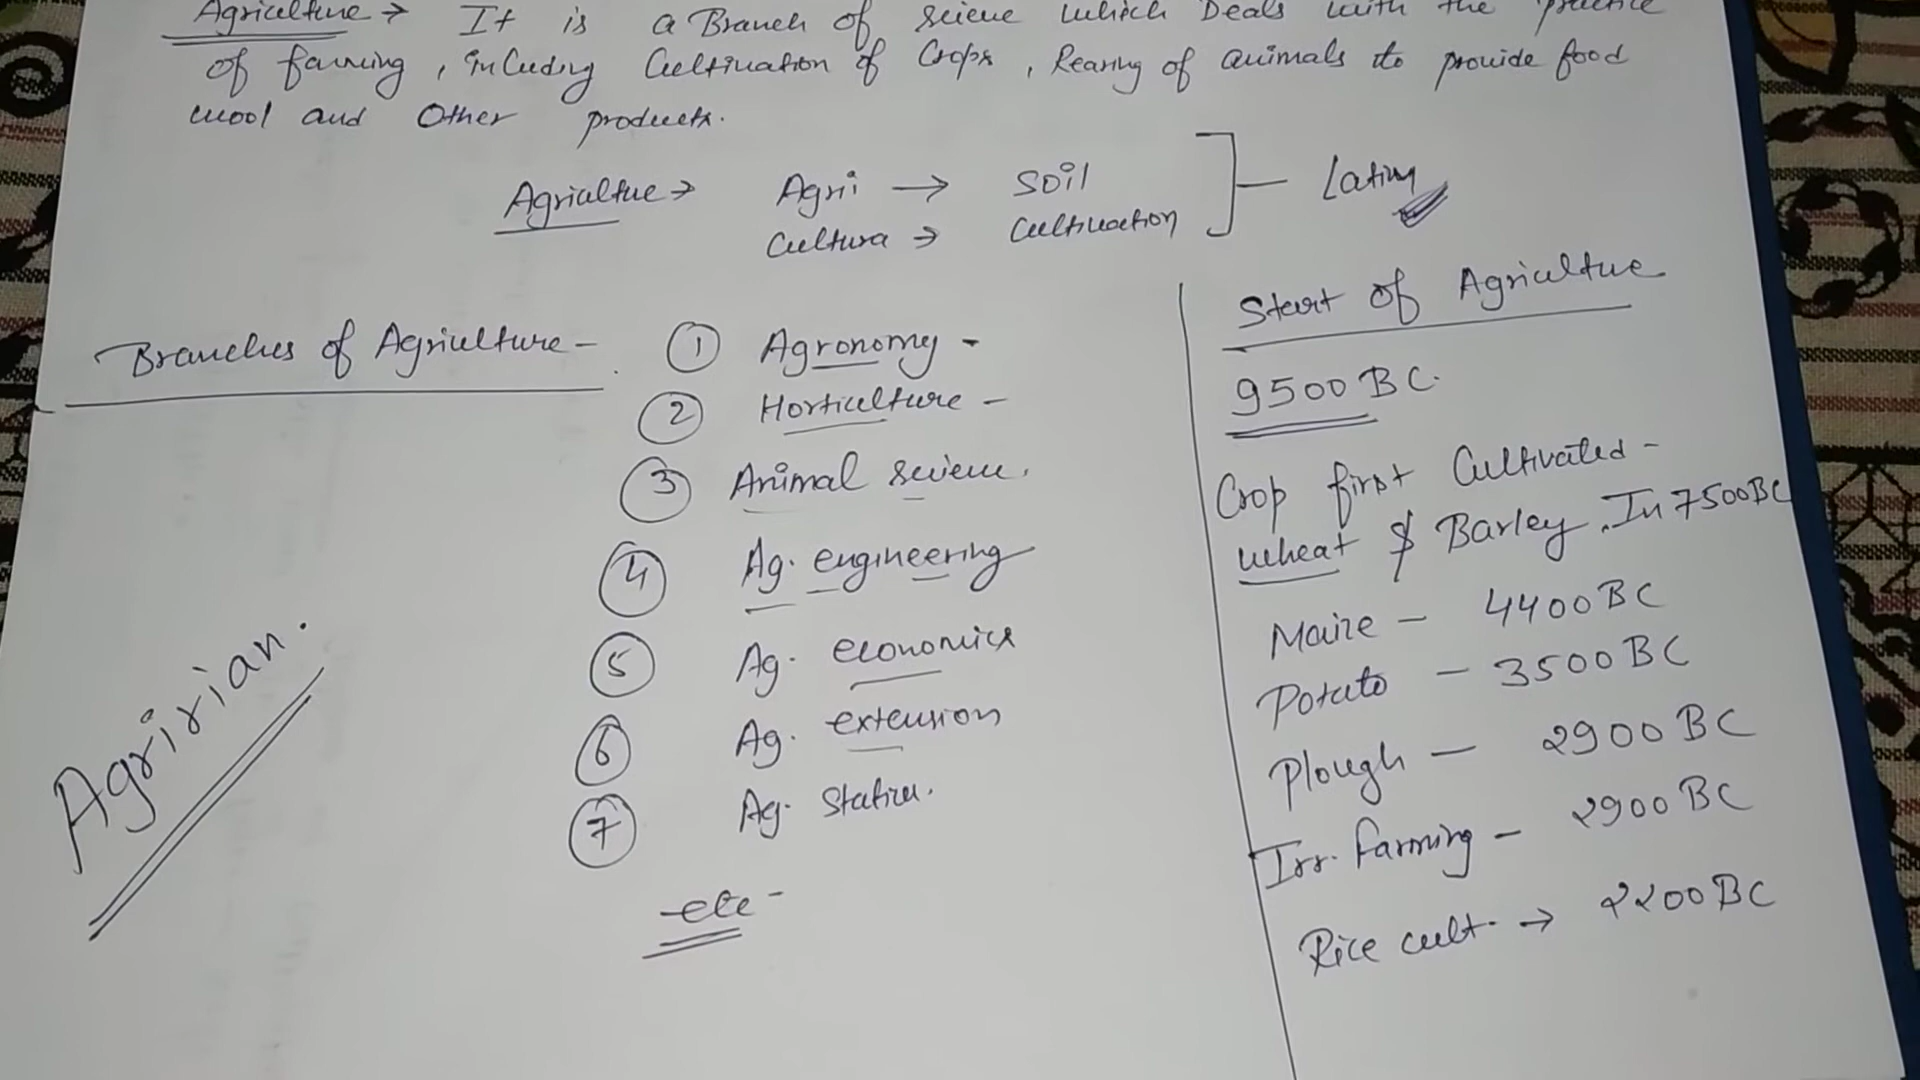 Agriculture → It is a Branch of science which Deals with the practice
of farming, including Cultivation of Crops, Rearing of animals to provide food
wool and Other products.
Agriculture → Agri → Soil
Cultura → Cultivation
Latin
Branches of Agriculture -
① Agronomy -
② Horticulture -
③ Animal science.
④ Ag. engineering
⑤ Ag. economics
⑥ Ag. extension
⑦ Ag. Statics.
etc -
Agririan.
Start of Agriculture
9500 BC.
Crop first Cultivated -
wheat & Barley. In 7500BC
Maize - 4400 BC
Potato - 3500 BC
Plough - 2900 BC
Irr. farming - 2900 BC
Rice cult. → 2200 BC